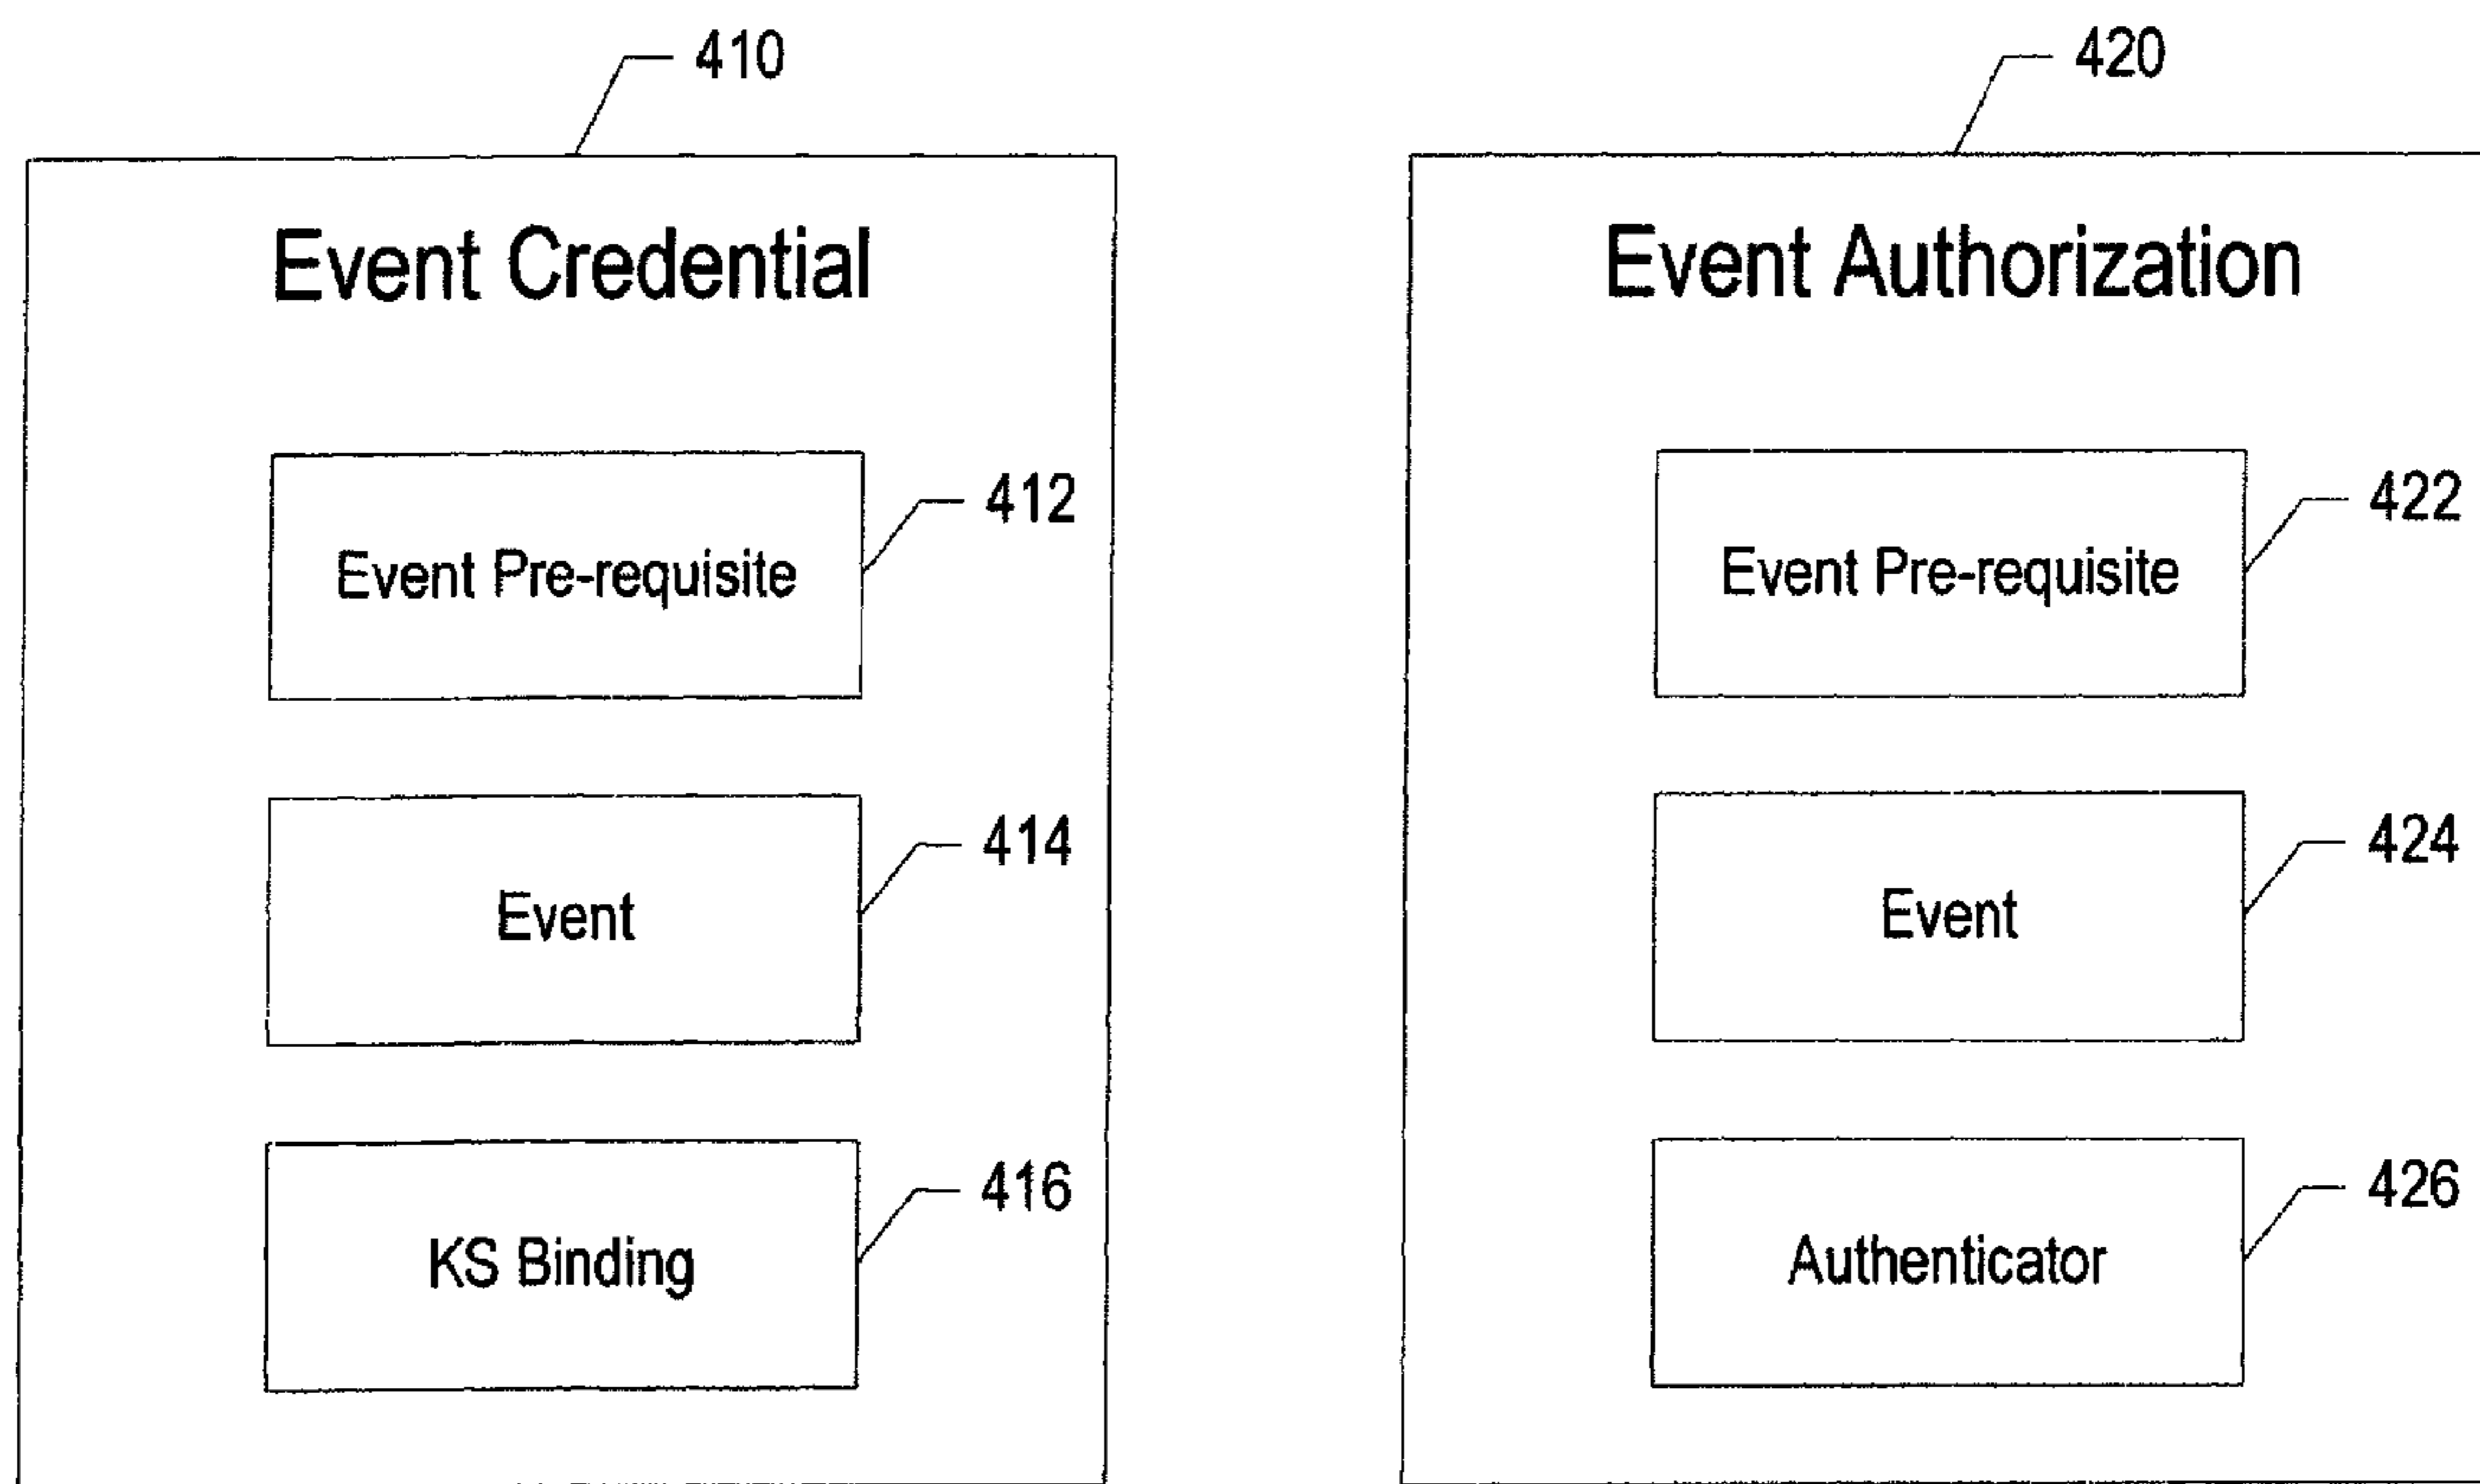 410
Event Credential
Event Pre-requisite
412
Event
414
KS Binding
416
420
Event Authorization
Event Pre-requisite
422
Event
424
Authenticator
426